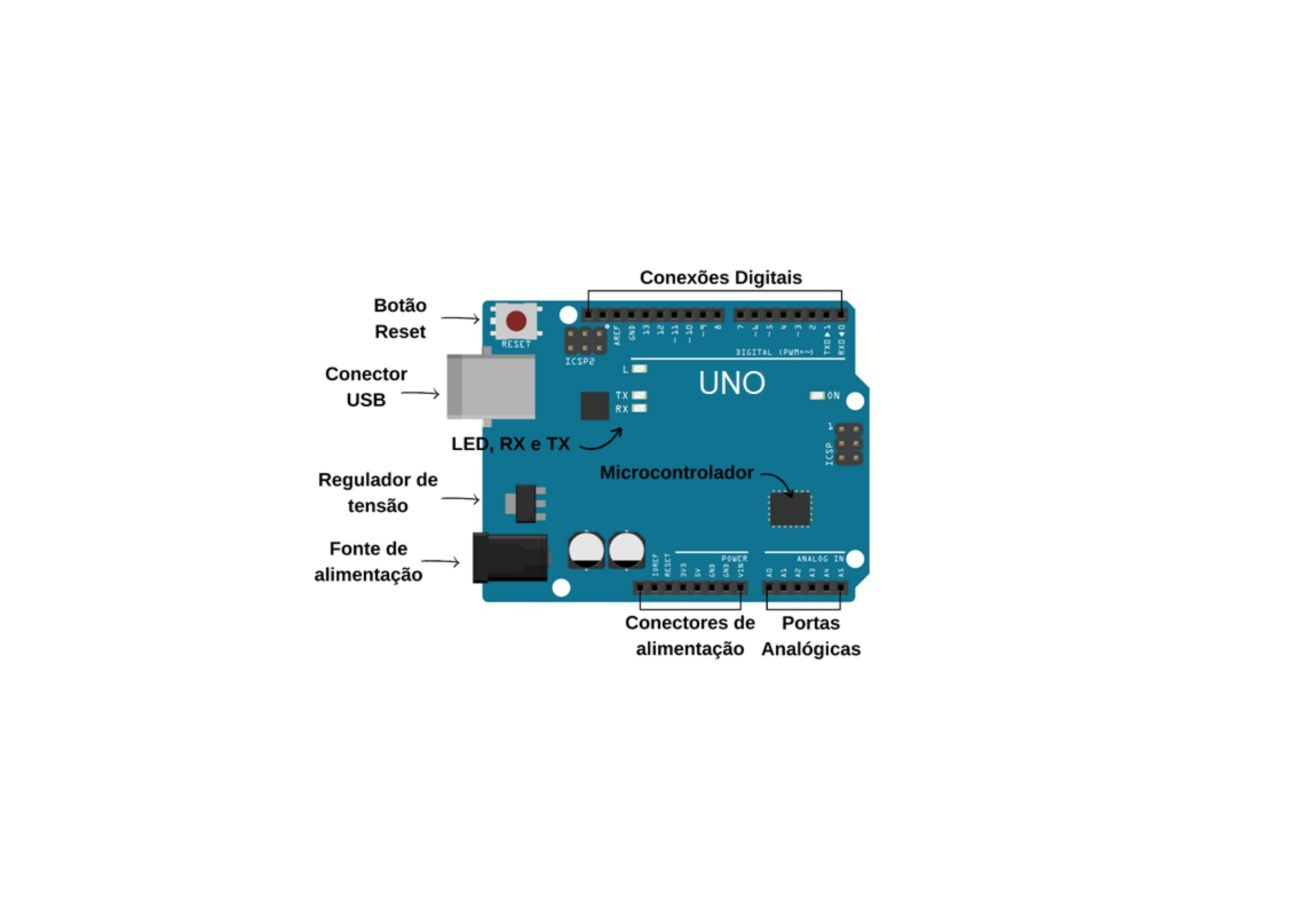 Conexões Digitais
Botão
Reset
RESET
ICSP2
AREF
GND
13
12
~11
~10
~9
8
7
~6
~5
4
~3
2
TXD▶1
RXD◀0
DIGITAL (PWM=~)
L
Conector
USB
UNO
TX
RX
ON
LED, RX e TX
1
ICSP
Microcontrolador
Regulador de
tensão
Fonte de
alimentação
POWER
ANALOG IN
IOREF
RESET
3V3
5V
GND
GND
VIN
A0
A1
A2
A3
A4
A5
Conectores de
alimentação
Portas
Analógicas